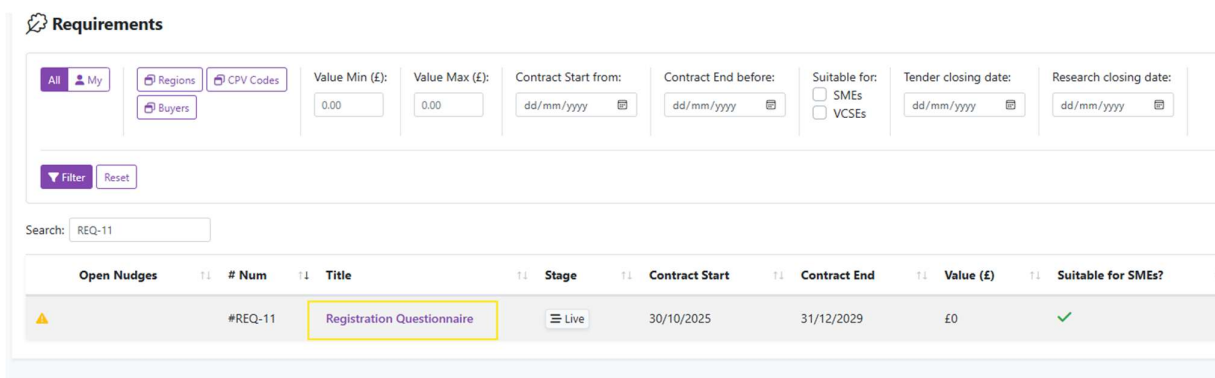 Requirements
All My
Regions CPV Codes
Buyers
Value Min (£): Value Max (£): Contract Start from: Contract End before: Suitable for: Tender closing date: Research closing date:
0.00 0.00 dd/mm/yyyy dd/mm/yyyy SMEs dd/mm/yyyy dd/mm/yyyy
VCSEs
Filter Reset
Search: REQ-11
Open Nudges # Num Title Stage Contract Start Contract End Value (£) Suitable for SMEs?
#REQ-11 Registration Questionnaire Live 30/10/2025 31/12/2029 £0